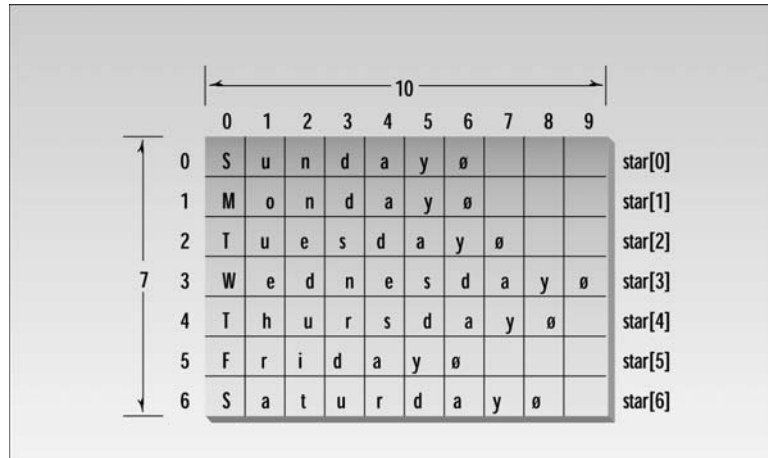 10
0 1 2 3 4 5 6 7 8 9
0 S u n d a y ø star[0]
1 M o n d a y ø star[1]
2 T u e s d a y ø star[2]
7 3 W e d n e s d a y ø star[3]
4 T h u r s d a y ø star[4]
5 F r i d a y ø star[5]
6 S a t u r d a y ø star[6]